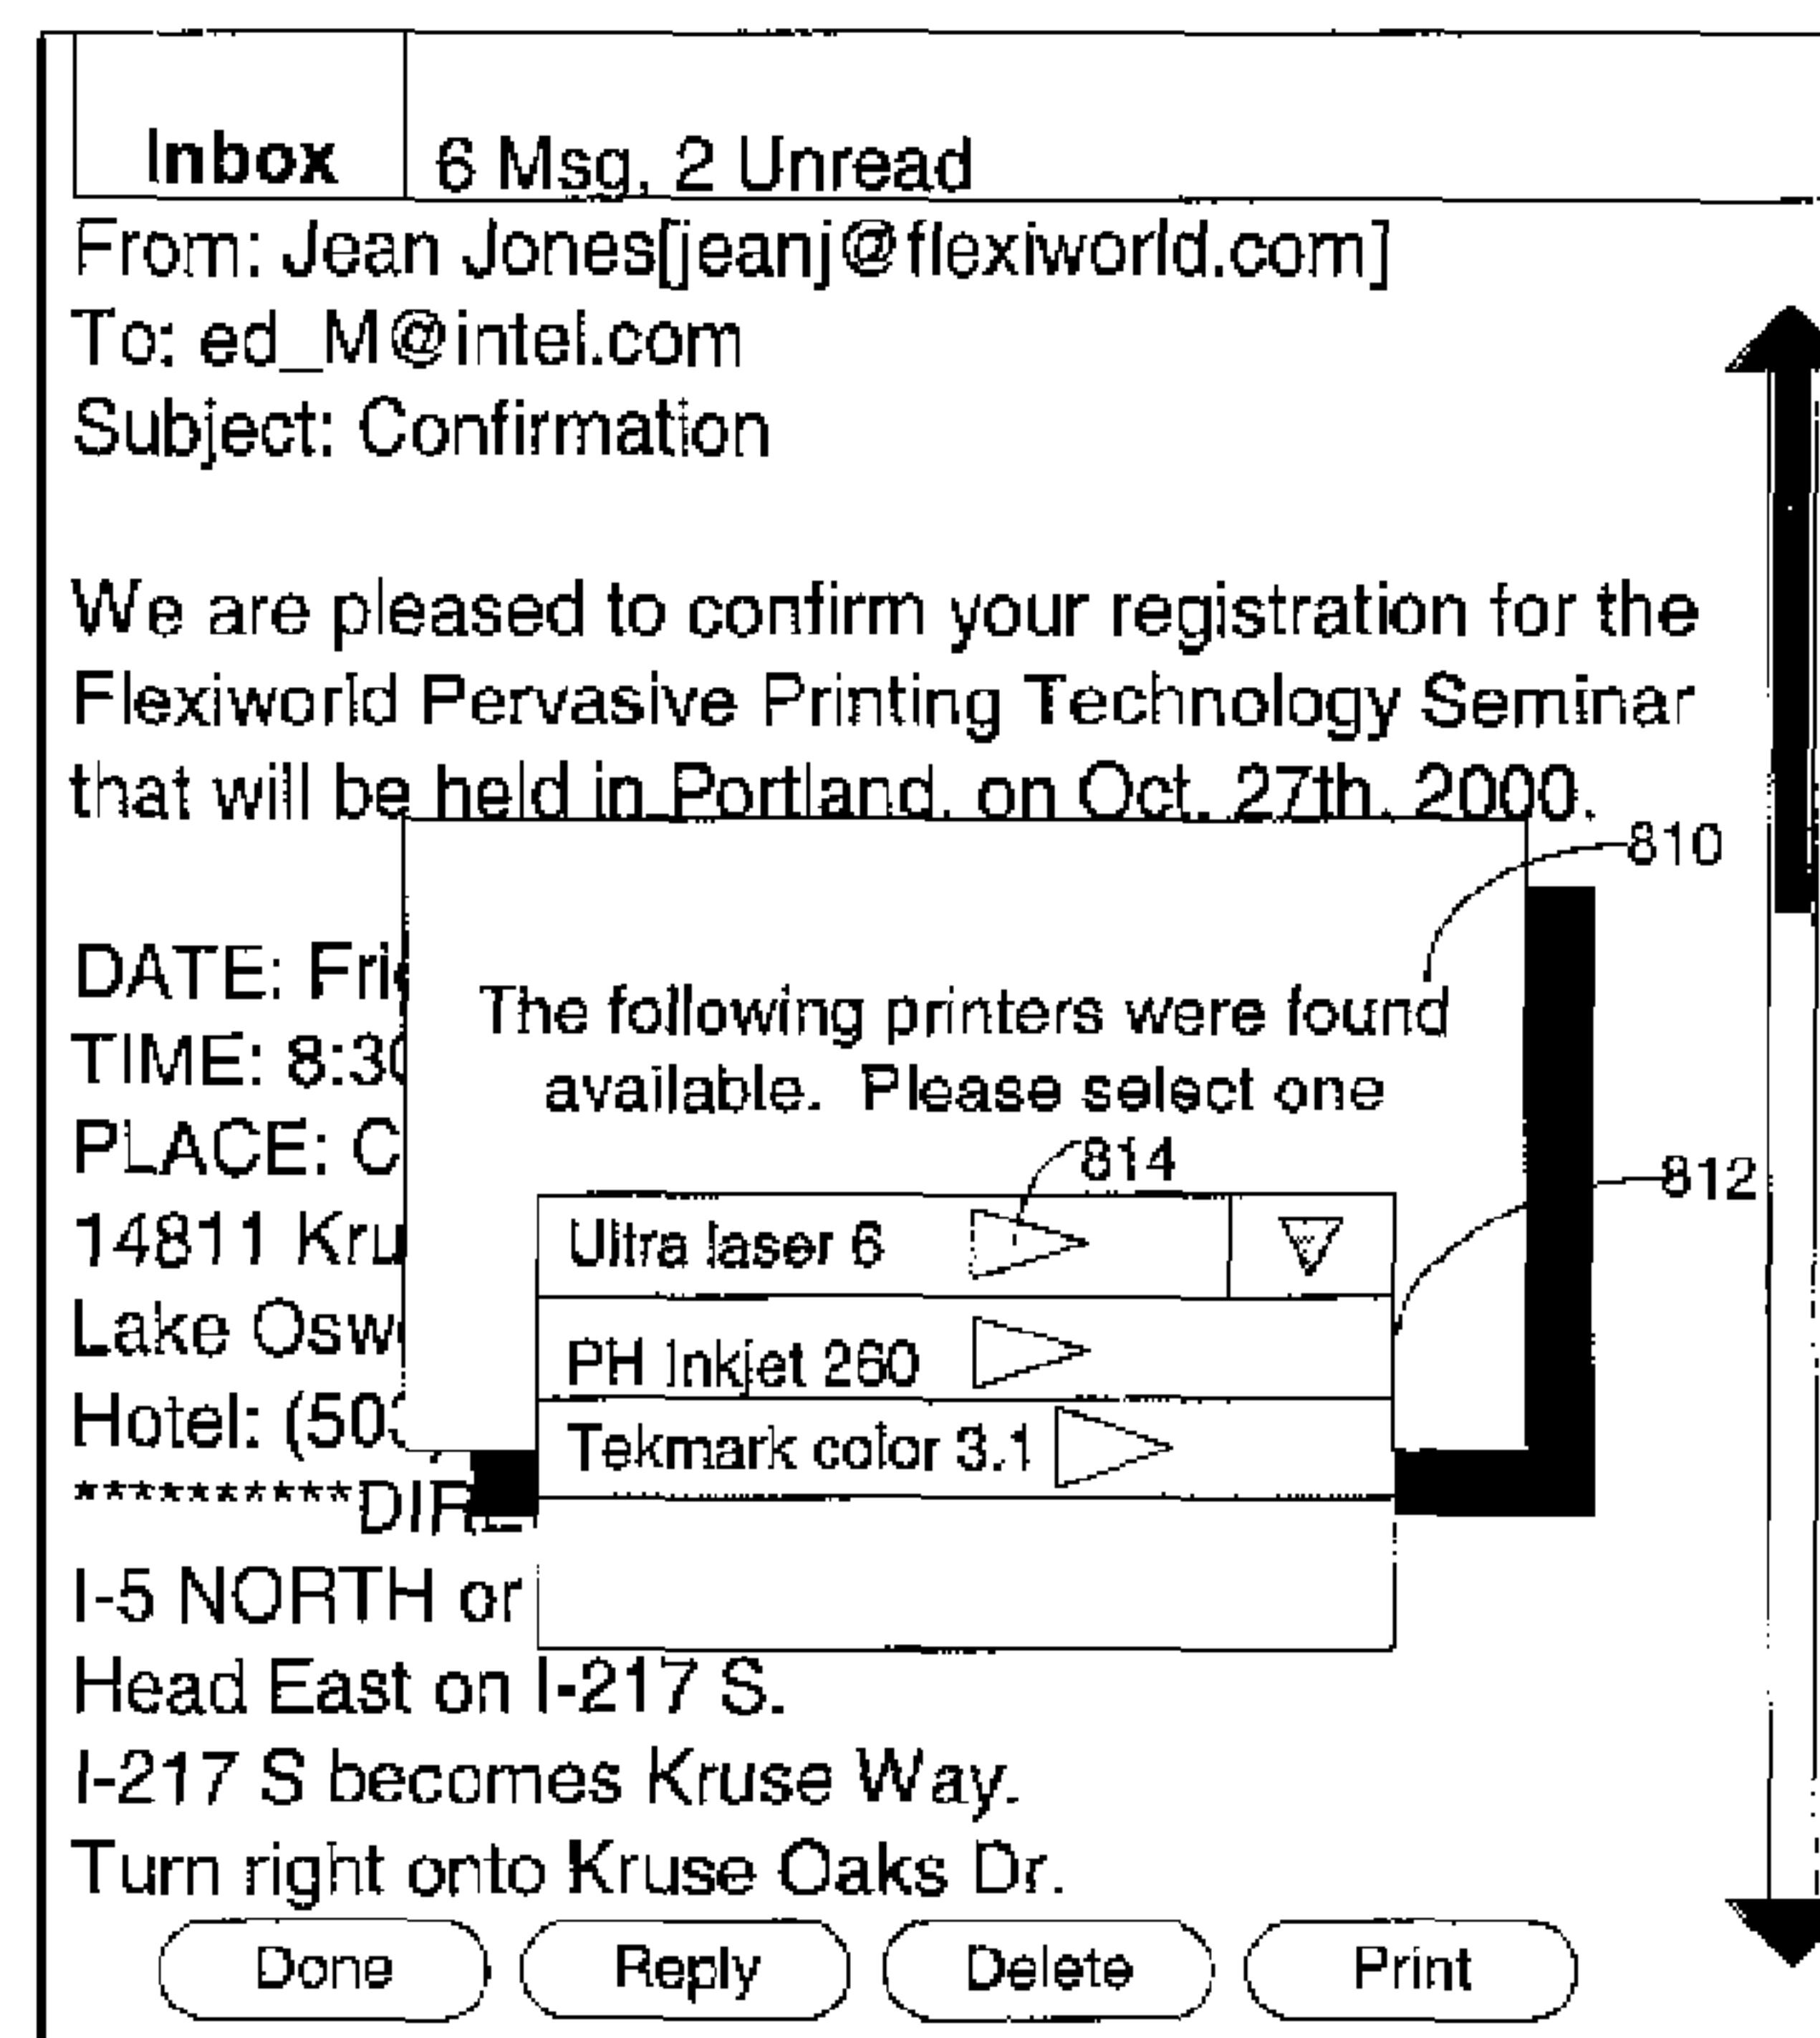 Inbox 6 Msg, 2 Unread
From: Jean Jones[jeanj@flexiworld.com]
To: ed_M@intel.com
Subject: Confirmation
We are pleased to confirm your registration for the
Flexiworld Pervasive Printing Technology Seminar
that will be held in Portland, on Oct. 27th, 2000.
810
DATE: Fri
The following printers were found
available. Please select one
TIME: 8:30
PLACE: C
814
812
14811 Kru
Ultra laser 6
Lake Osw
PH Inkjet 260
Hotel: (503
Tekmark color 3.1
**********DIRE
I-5 NORTH or
Head East on I-217 S.
I-217 S becomes Kruse Way.
Turn right onto Kruse Oaks Dr.
Done Reply Delete Print